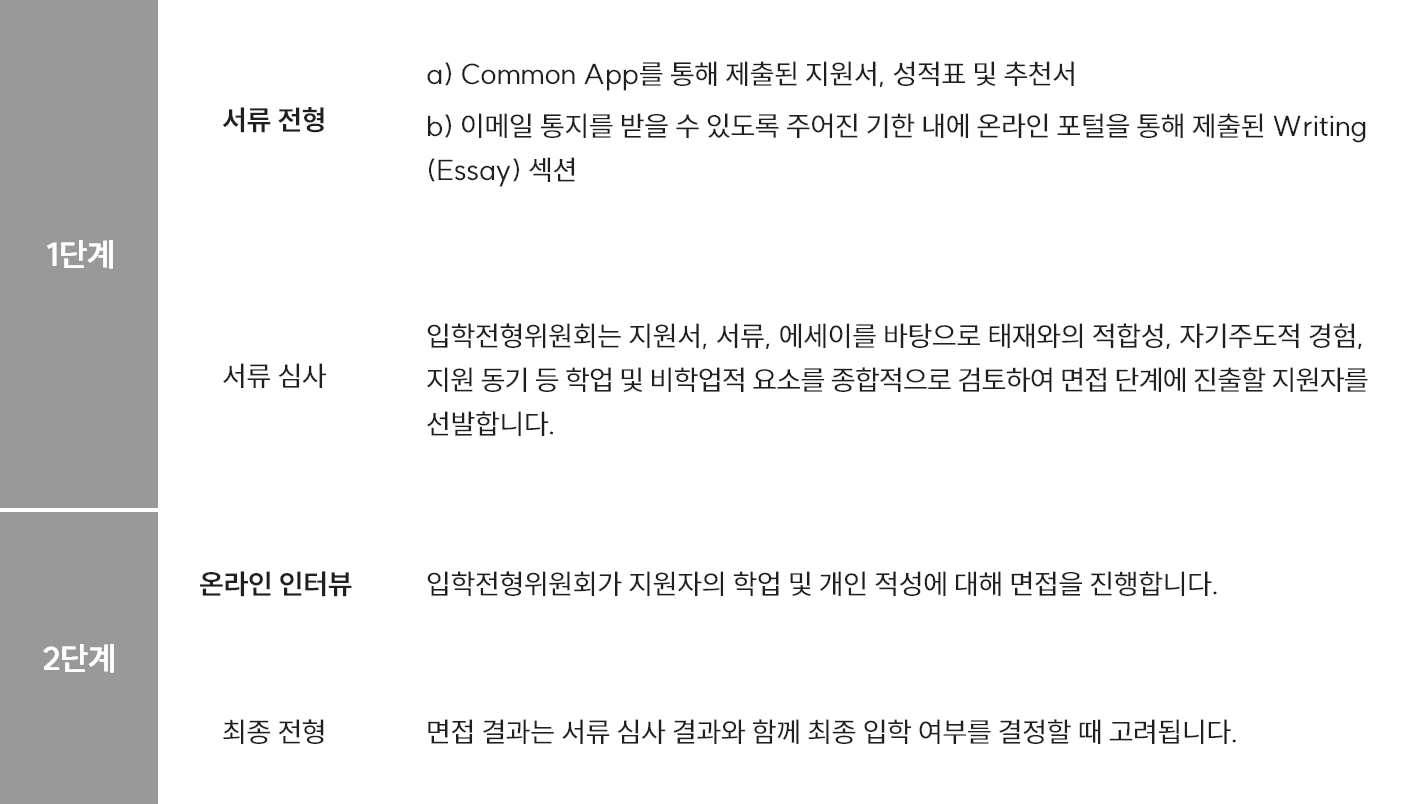 1단계
서류 전형
a) Common App를 통해 제출된 지원서, 성적표 및 추천서
b) 이메일 통지를 받을 수 있도록 주어진 기한 내에 온라인 포털을 통해 제출된 Writing
(Essay) 섹션
서류 심사
입학전형위원회는 지원서, 서류, 에세이를 바탕으로 태재와의 적합성, 자기주도적 경험,
지원 동기 등 학업 및 비학업적 요소를 종합적으로 검토하여 면접 단계에 진출할 지원자를
선발합니다.
2단계
온라인 인터뷰
입학전형위원회가 지원자의 학업 및 개인 적성에 대해 면접을 진행합니다.
최종 전형
면접 결과는 서류 심사 결과와 함께 최종 입학 여부를 결정할 때 고려됩니다.